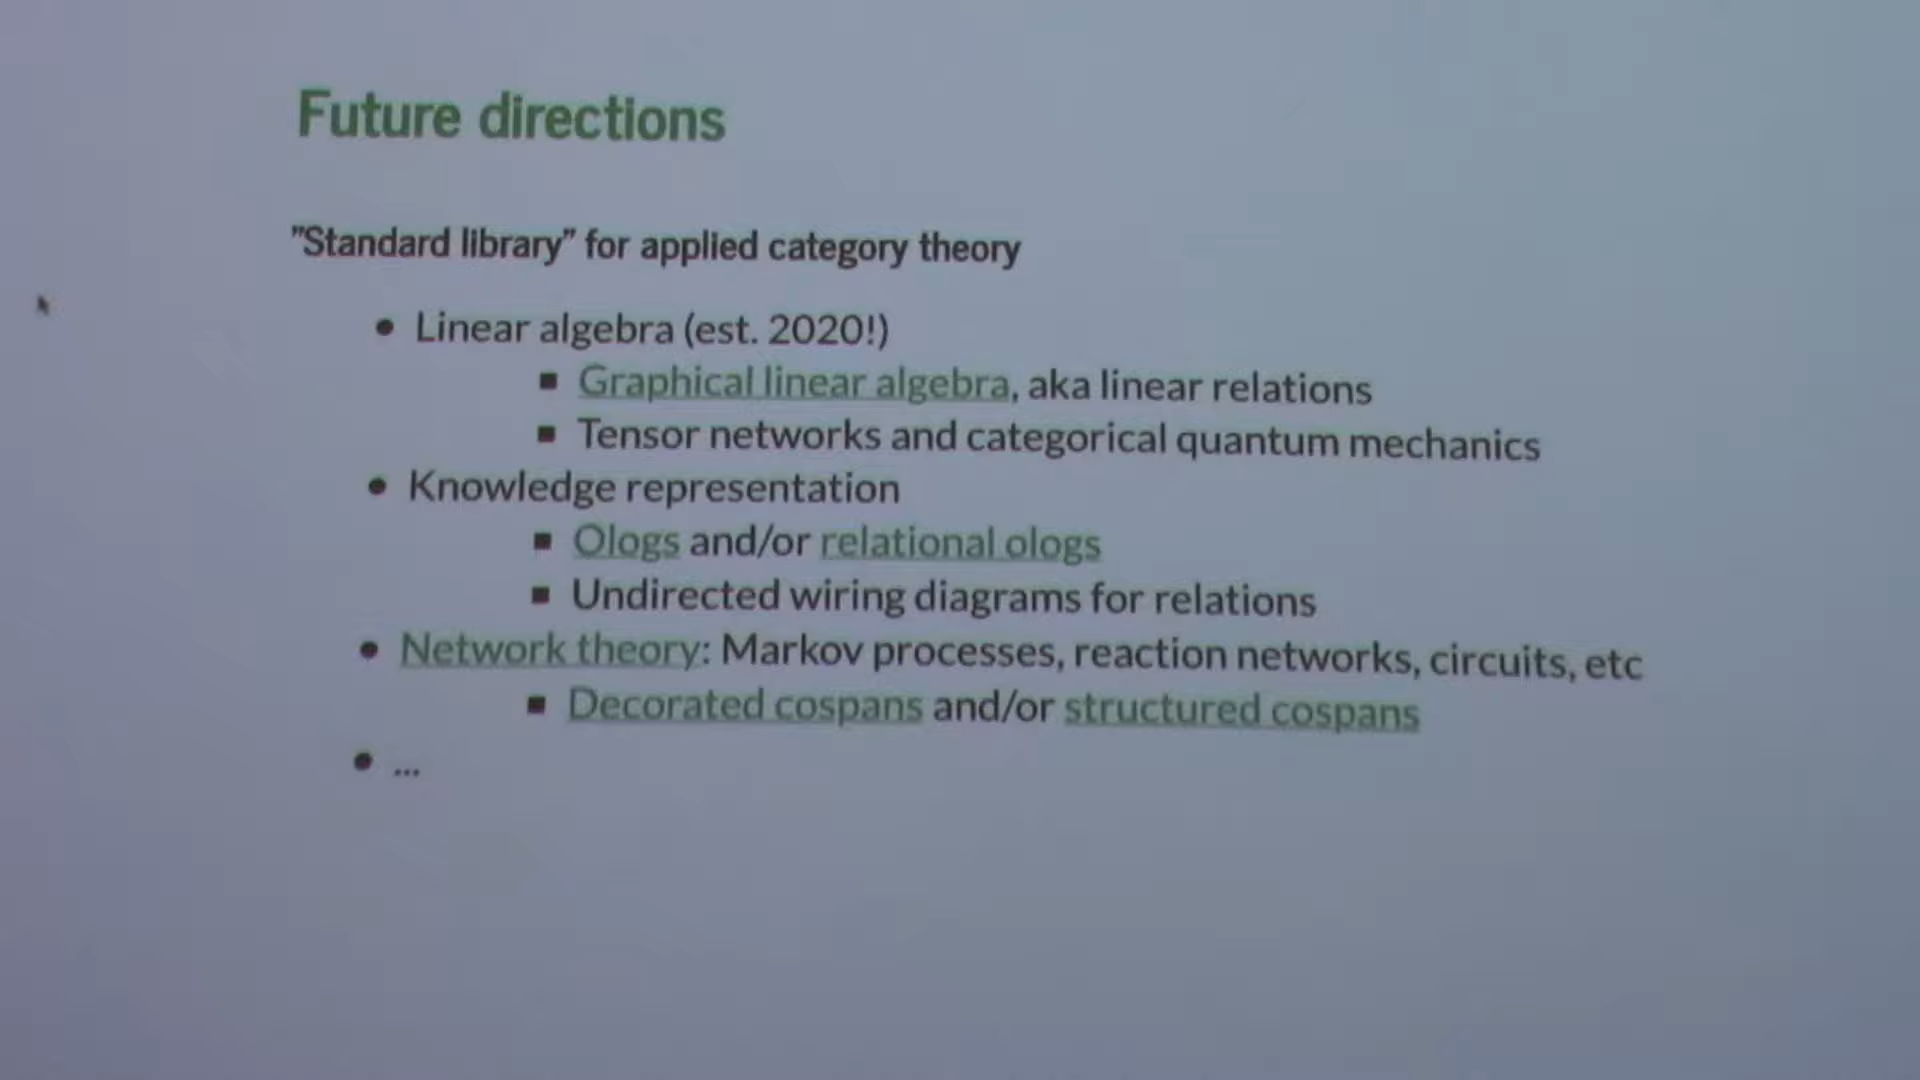 Future directions
"Standard library" for applied category theory
• Linear algebra (est. 2020!)
▪ Graphical linear algebra, aka linear relations
▪ Tensor networks and categorical quantum mechanics
• Knowledge representation
▪ Ologs and/or relational ologs
▪ Undirected wiring diagrams for relations
• Network theory: Markov processes, reaction networks, circuits, etc
▪ Decorated cospans and/or structured cospans
• ...